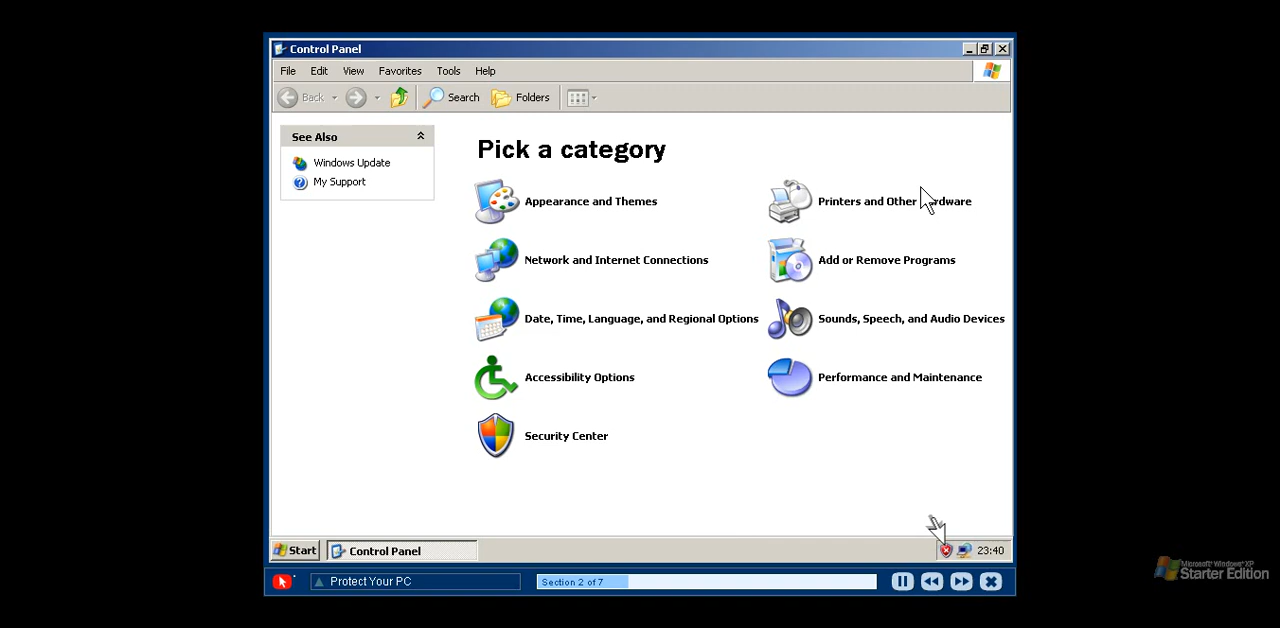 Control Panel
File Edit View Favorites Tools Help
Back Search Folders
See Also
Windows Update
My Support
Pick a category
Appearance and Themes
Printers and Other
Network and Internet Connections
Add or Remove Programs
Date, Time, Language, and Regional Options
Sounds, Speech, and Audio Devices
Accessibility Options
Performance and Maintenance
Security Center
Start Control Panel 23:40
Protect Your PC Section 2 of 7
Microsoft Windows XP
Starter Edition